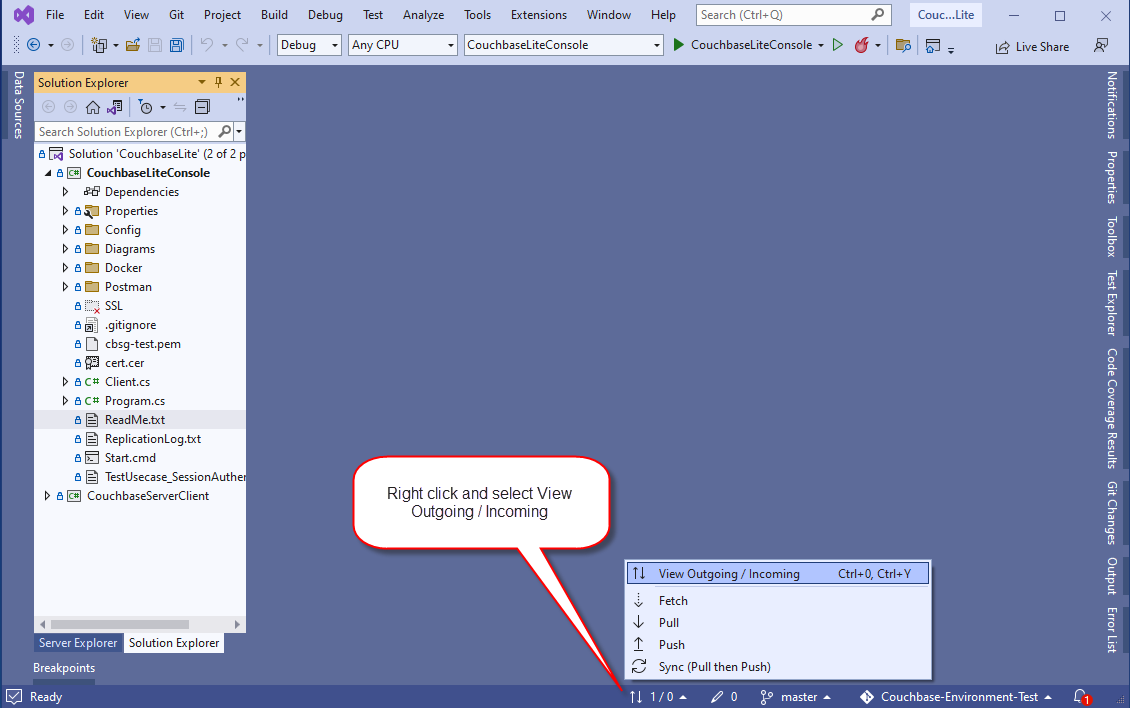 File Edit View Git Project Build Debug Test Analyze Tools Extensions Window Help Search (Ctrl+Q) Couc...Lite
Debug Any CPU CouchbaseLiteConsole CouchbaseLiteConsole Live Share
Data Sources
Solution Explorer
Search Solution Explorer (Ctrl+;)
Solution 'CouchbaseLite' (2 of 2 p
C# CouchbaseLiteConsole
Dependencies
Properties
Config
Diagrams
Docker
Postman
SSL
.gitignore
cbsg-test.pem
cert.cer
C# Client.cs
C# Program.cs
ReadMe.txt
ReplicationLog.txt
Start.cmd
TestUsecase_SessionAuther
C# CouchbaseServerClient
Server Explorer Solution Explorer
Breakpoints
Right click and select View
Outgoing / Incoming
View Outgoing / Incoming Ctrl+0, Ctrl+Y
Fetch
Pull
Push
Sync (Pull then Push)
Notifications
Properties
Toolbox
Test Explorer
Code Coverage Results
Git Changes
Output
Error List
Ready 1 / 0 0 master Couchbase-Environment-Test 1